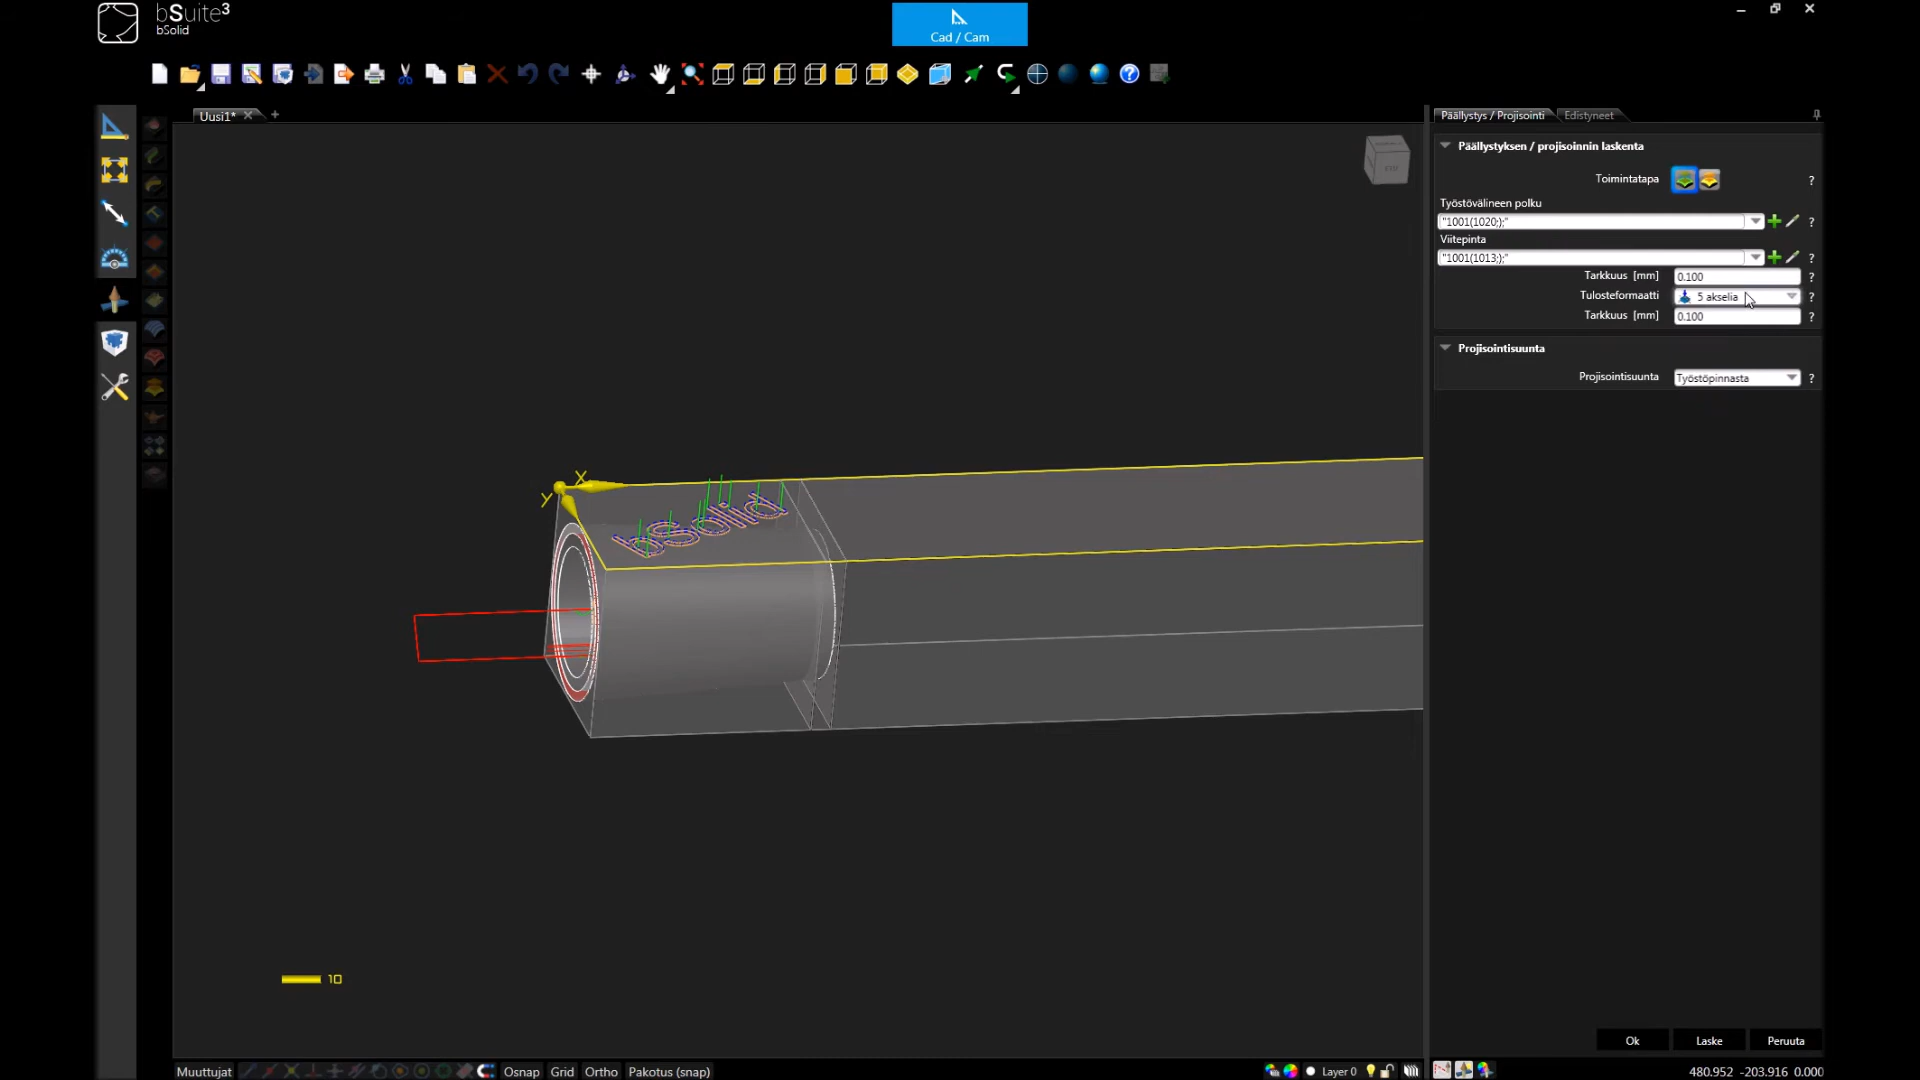 bSuite³
bSolid
Cad / Cam
Uusi1*
Päällystys / Projisointi
Edistyneet
Päällystyksen / projisoinnin laskenta
Toimintatapa
?
Työstövälineen polku
"1001(1020;);"
?
Viitepinta
"1001(1013;);"
?
Tarkkuus [mm]
0.100
?
Tulosteformaatti
5 akselia
?
Tarkkuus [mm]
0.100
?
Projisointisuunta
Projisointisuunta
Työstöpinnasta
?
X
Y
bSolid
10
Ok
Laske
Peruuta
Muuttujat
Osnap
Grid
Ortho
Pakotus (snap)
Layer 0
480.952 -203.916 0.000